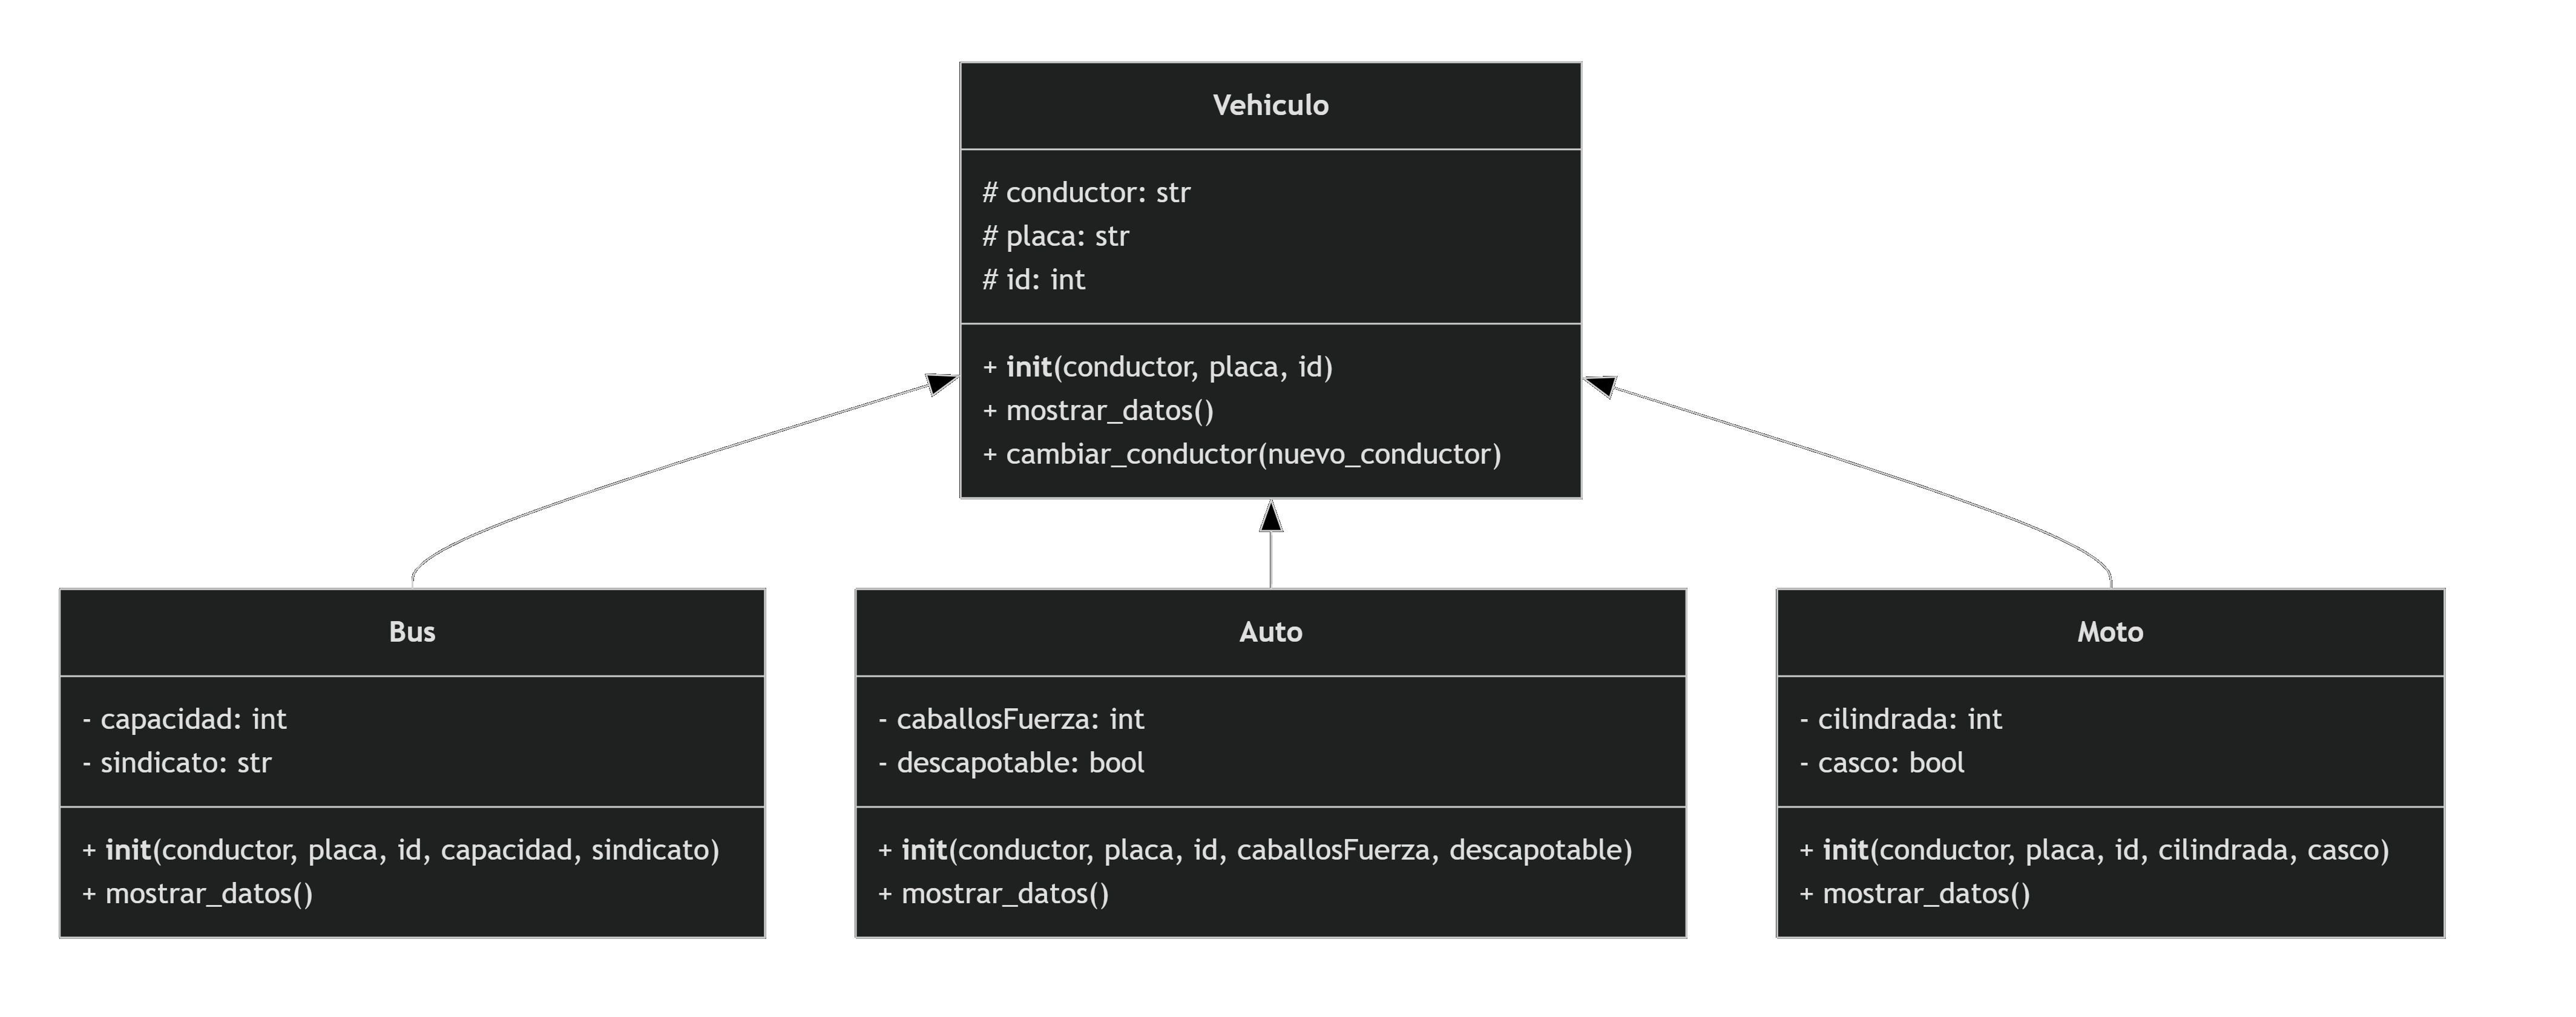 Vehiculo
# conductor: str
# placa: str
# id: int
+ init(conductor, placa, id)
+ mostrar_datos()
+ cambiar_conductor(nuevo_conductor)
Bus
- capacidad: int
- sindicato: str
+ init(conductor, placa, id, capacidad, sindicato)
+ mostrar_datos()
Auto
- caballosFuerza: int
- descapotable: bool
+ init(conductor, placa, id, caballosFuerza, descapotable)
+ mostrar_datos()
Moto
- cilindrada: int
- casco: bool
+ init(conductor, placa, id, cilindrada, casco)
+ mostrar_datos()